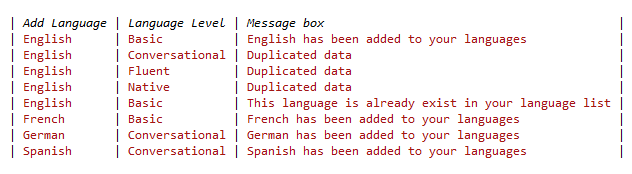 | Add Language | Language Level | Message box |
| English | Basic | English has been added to your languages |
| English | Conversational | Duplicated data |
| English | Fluent | Duplicated data |
| English | Native | Duplicated data |
| English | Basic | This language is already exist in your language list |
| French | Basic | French has been added to your languages |
| German | Conversational | German has been added to your languages |
| Spanish | Conversational | Spanish has been added to your languages |